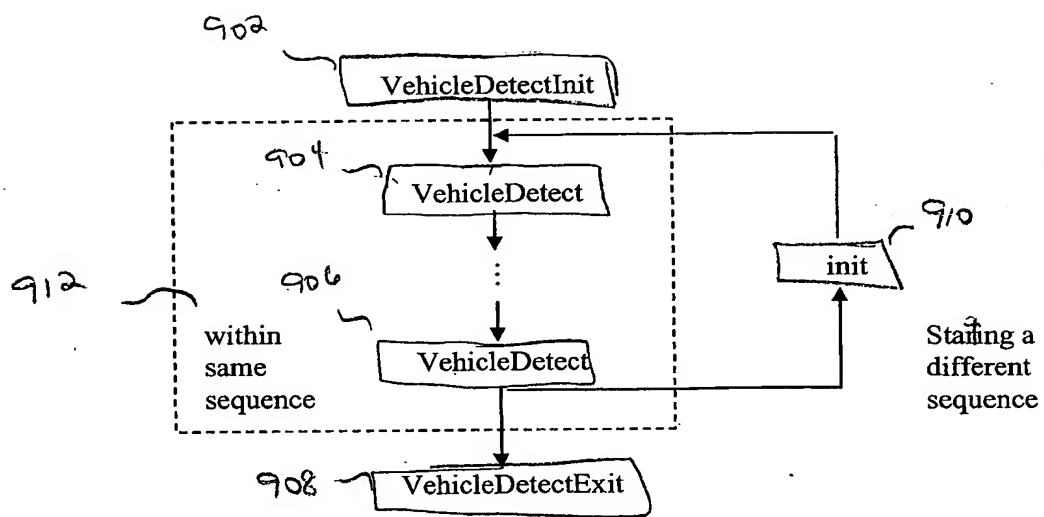 902
VehicleDetectInit
904
VehicleDetect
910
init
912
906
within
same
sequence
VehicleDetect
Starting a
different
sequence
908
VehicleDetectExit